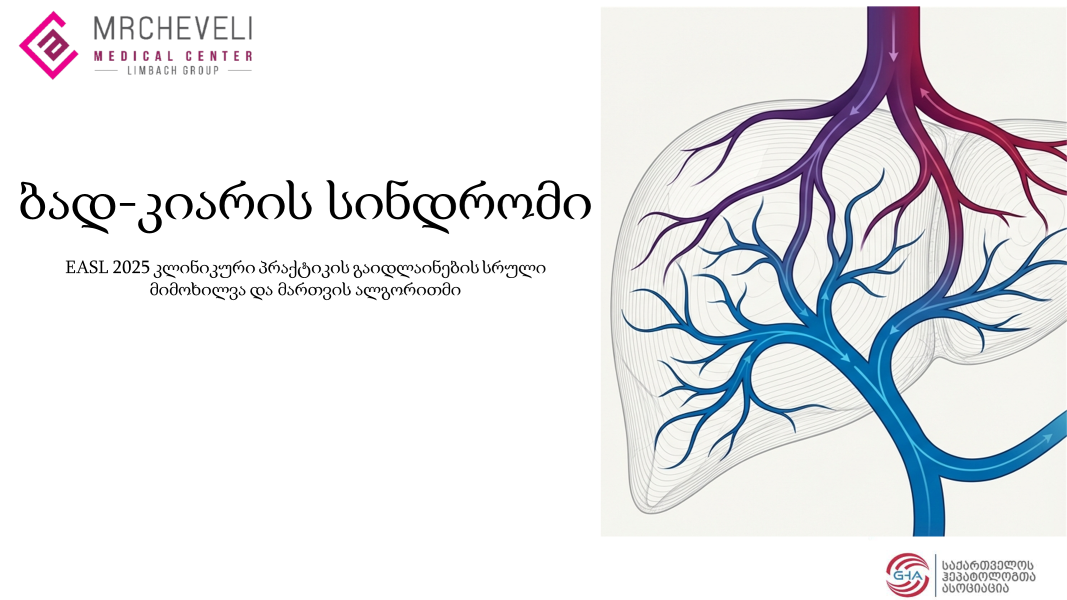 MRCHEVELI
MEDICAL CENTER
LIMBACH GROUP
ბად-კიარის სინდრომი
EASL 2025 კლინიკური პრაქტიკის გაიდლაინების სრული
მიმოხილვა და მართვის ალგორითმი
GHA
საქართველოს
ჰეპატოლოგთა
ასოციაცია